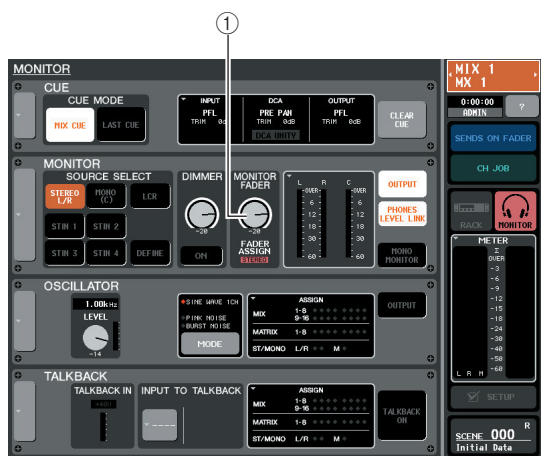 ①
MONITOR
CUE
CUE MODE
MIX CUE
LAST CUE
INPUT
PFL
TRIM 0dB
DCA
PRE PAN
TRIM 0dB
DCA UNITY
OUTPUT
PFL
TRIM 0dB
CLEAR
CUE
MONITOR
SOURCE SELECT
STEREO
L/R
MONO
(C)
LCR
STIN 1
STIN 2
STIN 3
STIN 4
DEFINE
DIMMER
-20
ON
MONITOR
FADER
-20
FADER
ASSIGN
STEREO
L R C
-OVER- -OVER-
6 6
12 12
18 18
30 30
60 60
OUTPUT
PHONES
LEVEL LINK
MONO
MONITOR
OSCILLATOR
1.00kHz
LEVEL
-14
SINE WAVE 1CH
PINK NOISE
BURST NOISE
MODE
ASSIGN
MIX 1-8
9-16
MATRIX 1-8
ST/MONO L/R M
OUTPUT
TALKBACK
TALKBACK IN
INPUT TO TALKBACK
-----
ASSIGN
MIX 1-8
9-16
MATRIX 1-8
ST/MONO L/R M
TALKBACK
ON
MIX 1
MX 1
0:00:00
ADMIN
?
SENDS ON FADER
CH JOB
RACK
MONITOR
METER
Σ
OVER
-3
-6
-9
-12
-15
-18
-24
-30
-40
-50
-60
L R M
SETUP
SCENE 000 R
Initial Data